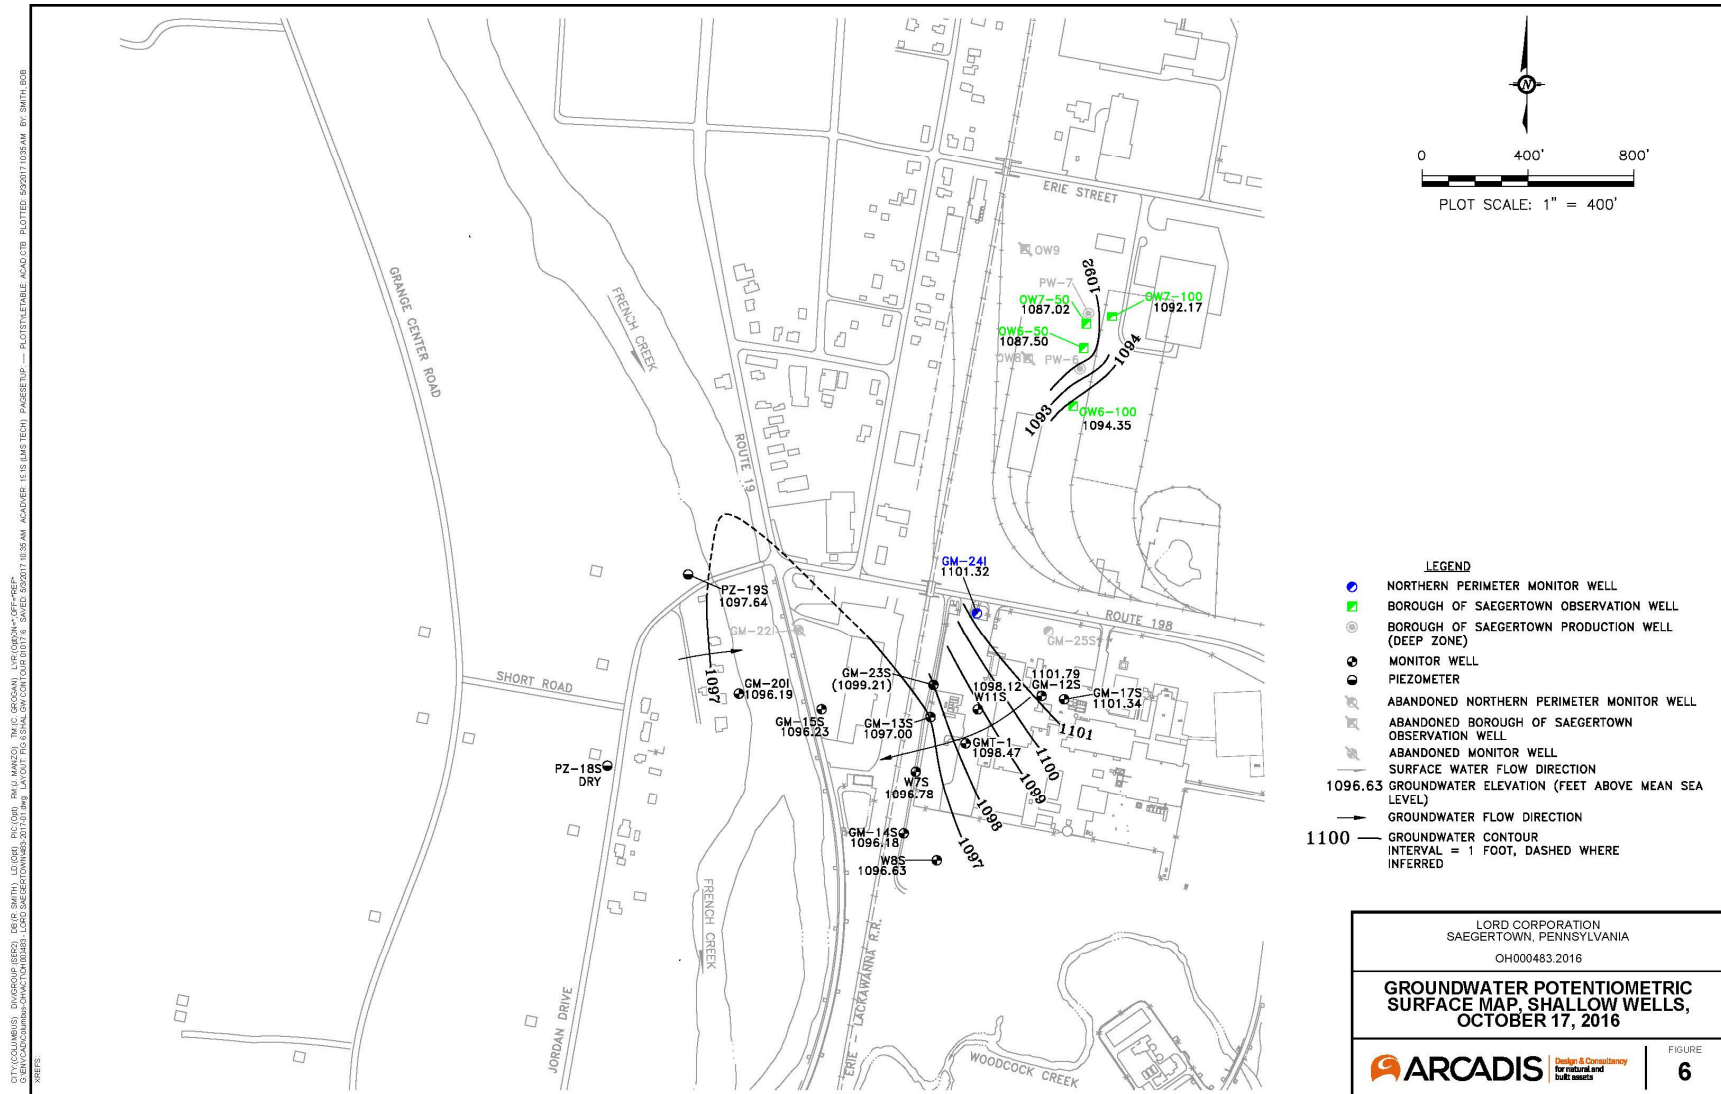 0 400' 800'
PLOT SCALE: 1" = 400'
N
ERIE STREET
GRANGE CENTER ROAD
FRENCH CREEK
OW9
PW-7
1092
OW7-50
1087.02
OW7-100
1092.17
OW6-50
1087.50
OW8
PW-6
1094
1093
OW6-100
1094.35
ROUTE 19
GM-24I
1101.32
ROUTE 198
PZ-19S
1097.64
GM-22I
GM-25S
SHORT ROAD
1097
GM-20I
1096.19
GM-23S
(1099.21)
1098.12
W11S
1101.79
GM-12S
GM-17S
1101.34
GM-15S
1096.23
GM-13S
1097.00
1101
GMT-1
1098.47
1100
PZ-18S
DRY
W7S
1096.78
1099
1098
GM-14S
1096.18
1097
W8S
1096.63
FRENCH CREEK
JORDAN DRIVE
ERIE - LACKAWANNA R.R.
WOODCOCK CREEK
LEGEND
NORTHERN PERIMETER MONITOR WELL
BOROUGH OF SAEGERTOWN OBSERVATION WELL
BOROUGH OF SAEGERTOWN PRODUCTION WELL
(DEEP ZONE)
MONITOR WELL
PIEZOMETER
ABANDONED NORTHERN PERIMETER MONITOR WELL
ABANDONED BOROUGH OF SAEGERTOWN
OBSERVATION WELL
ABANDONED MONITOR WELL
SURFACE WATER FLOW DIRECTION
1096.63 GROUNDWATER ELEVATION (FEET ABOVE MEAN SEA
LEVEL)
GROUNDWATER FLOW DIRECTION
1100 GROUNDWATER CONTOUR
INTERVAL = 1 FOOT, DASHED WHERE
INFERRED
LORD CORPORATION
SAEGERTOWN, PENNSYLVANIA
OH000483.2016
GROUNDWATER POTENTIOMETRIC
SURFACE MAP, SHALLOW WELLS,
OCTOBER 17, 2016
ARCADIS
Design & Consultancy
for natural and
built assets
FIGURE
6
XREFS: